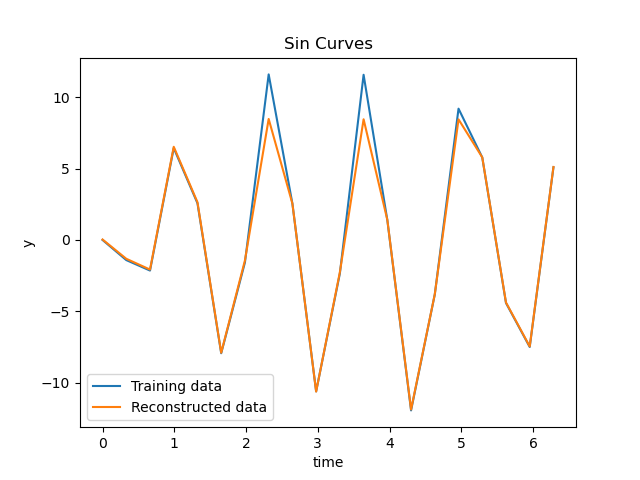 Sin Curves
10
5
0
−5
−10
y
Training data
Reconstructed data
0 1 2 3 4 5 6
time